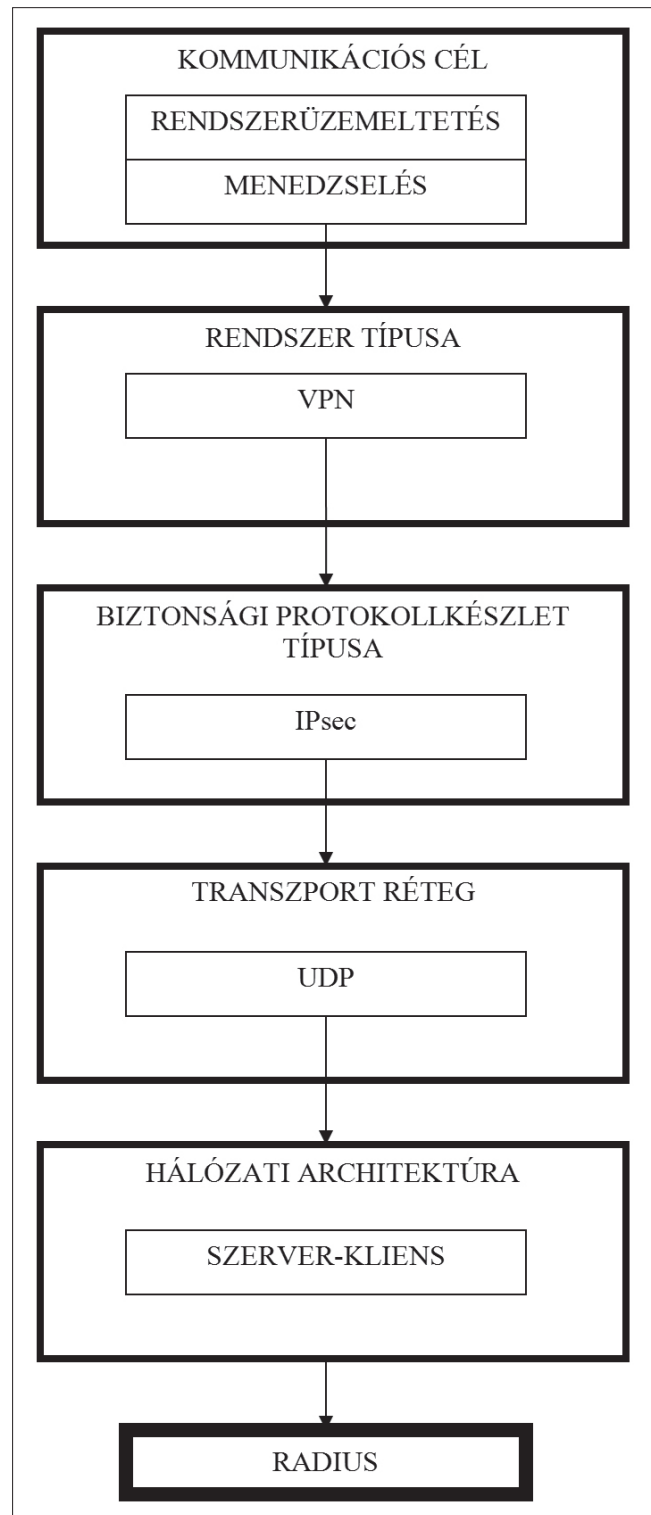 KOMMUNIKÁCIÓS CÉL
RENDSZERÜZEMELTETÉS
MENEDZSELÉS
RENDSZER TÍPUSA
VPN
BIZTONSÁGI PROTOKOLLKÉSZLET
TÍPUSA
IPsec
TRANSZPORT RÉTEG
UDP
HÁLÓZATI ARCHITEKTÚRA
SZERVER-KLIENS
RADIUS